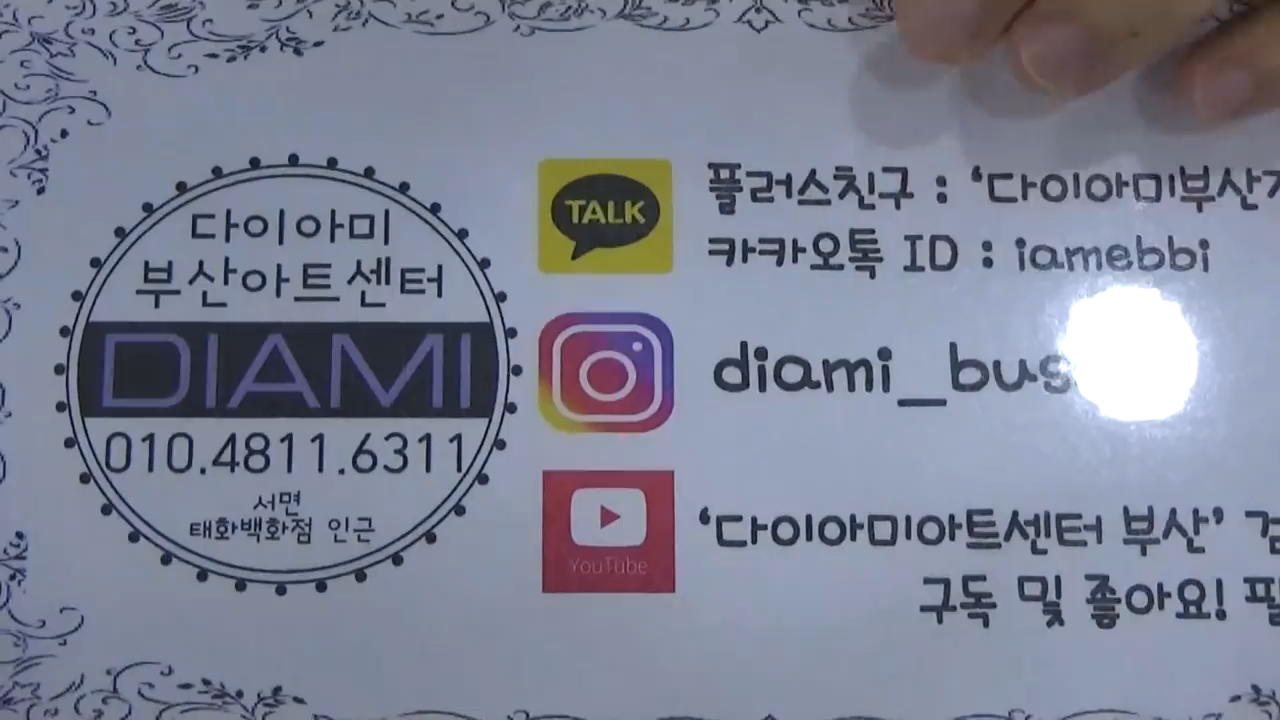 다이아미
부산아트센터
DIAMI
010.4811.6311
서면
태화백화점 인근
TALK
플러스친구 : '다이아미부산지
카카오톡 ID : iamebbi
diami_bus
YouTube
'다이아미아트센터 부산' 검
구독 및 좋아요! 필